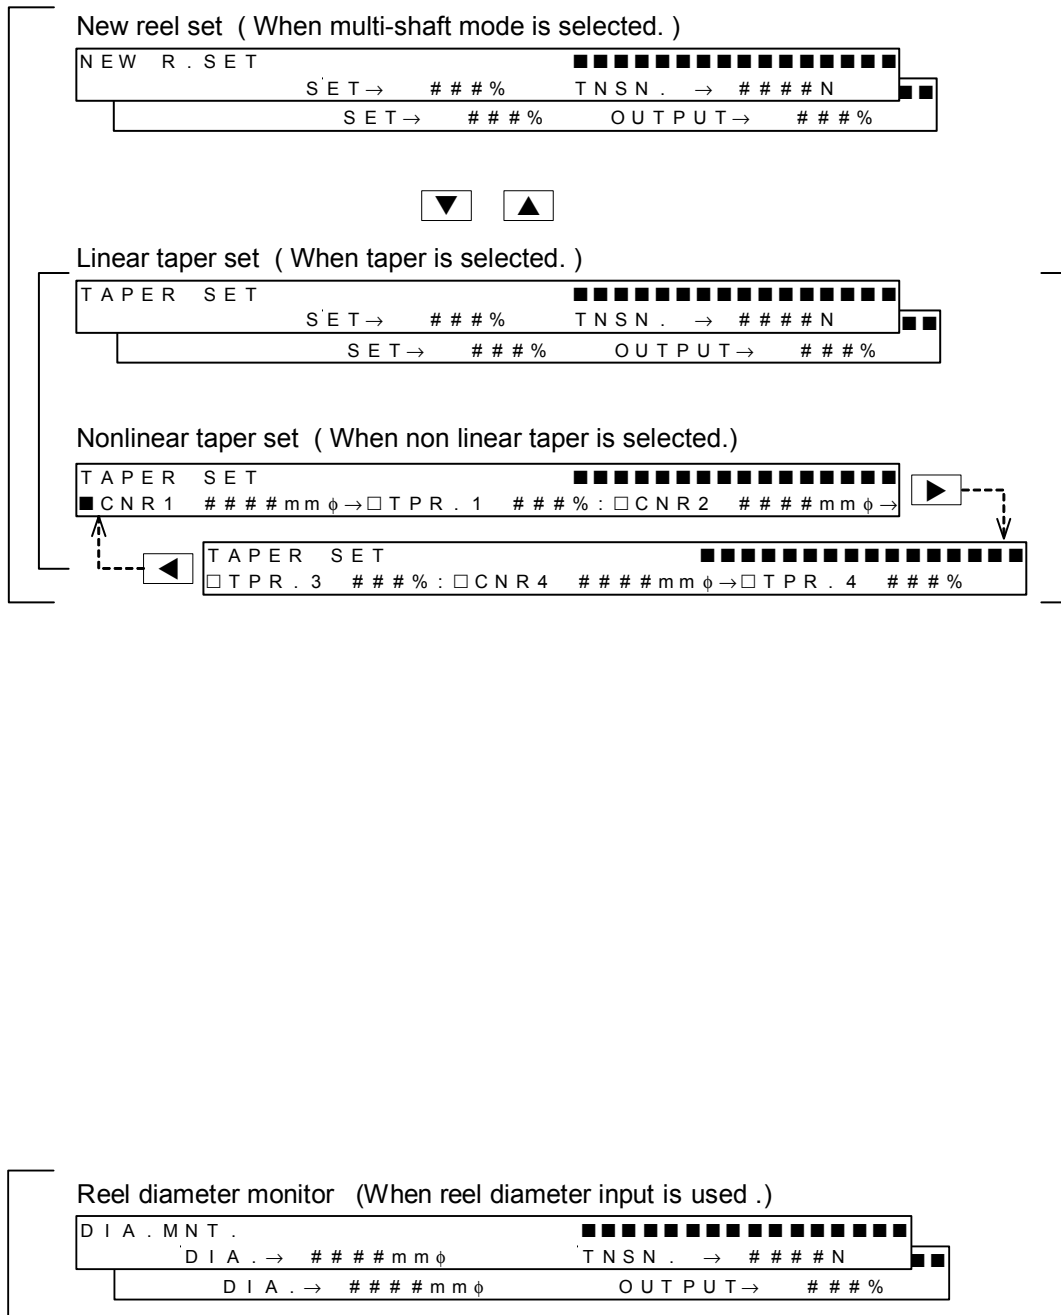 New reel set ( When multi-shaft mode is selected. )
NEW R.SET ■■■■■■■■■■■■■■■■
SET→ ###% TNSN. → ####N ■■
SET→ ###% OUTPUT→ ###%
▼ ▲
Linear taper set ( When taper is selected. )
TAPER SET ■■■■■■■■■■■■■■■■
SET→ ###% TNSN. → ####N ■■
SET→ ###% OUTPUT→ ###%
Nonlinear taper set ( When non linear taper is selected.)
TAPER SET ■■■■■■■■■■■■■■■■
■CNR1 ####mmϕ→□TPR.1 ###%:□CNR2 ####mmϕ→ ▶
TAPER SET ■■■■■■■■■■■■■■■■
◀ □TPR.3 ###%:□CNR4 ####mmϕ→□TPR.4 ###%
Reel diameter monitor (When reel diameter input is used .)
DIA.MNT. ■■■■■■■■■■■■■■■■
DIA.→ ####mmϕ TNSN. → ####N ■■
DIA.→ ####mmϕ OUTPUT→ ###%